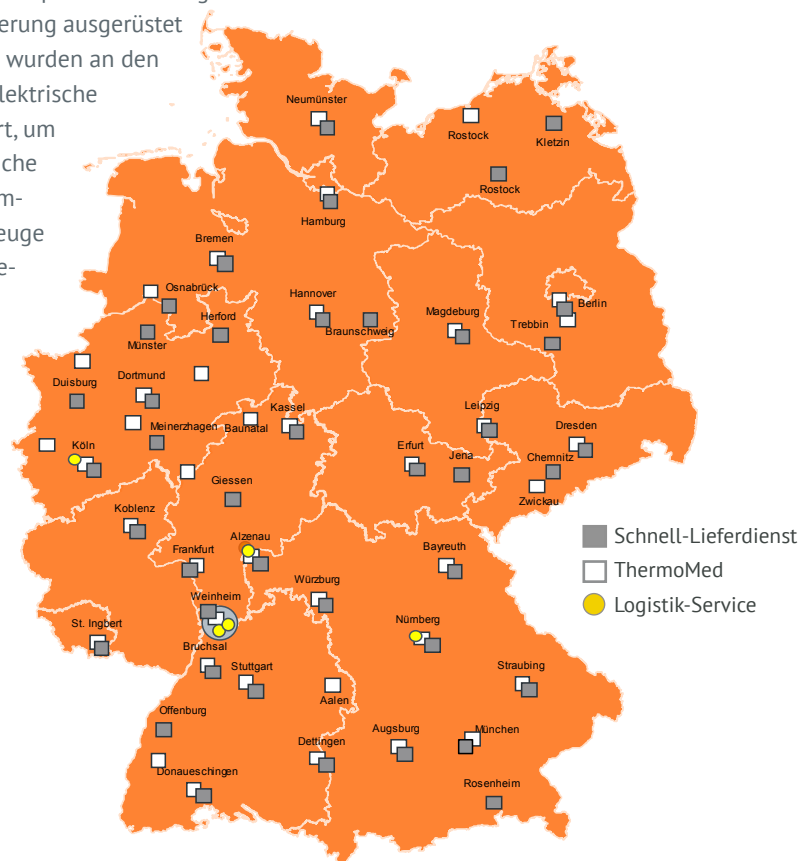 erung ausgerüstet
wurden an den
lektrische
rt, um
che
m-
euge
e-
Neumünster
Rostock
Kletzin
Rostock
Hamburg
Bremen
Osnabrück
Hannover
Herford
Braunschweig
Magdeburg
Berlin
Trebbin
Münster
Duisburg
Dortmund
Kassel
Leipzig
Meinerzhagen
Baunatal
Dresden
Köln
Erfurt
Jena
Chemnitz
Giessen
Zwickau
Koblenz
Alzenau
Frankfurt
Bayreuth
Schnell-Lieferdienst
ThermoMed
Logistik-Service
Würzburg
Weinheim
St. Ingbert
Nürnberg
Bruchsal
Stuttgart
Straubing
Aalen
Offenburg
Augsburg
München
Dettingen
Donaueschingen
Rosenheim